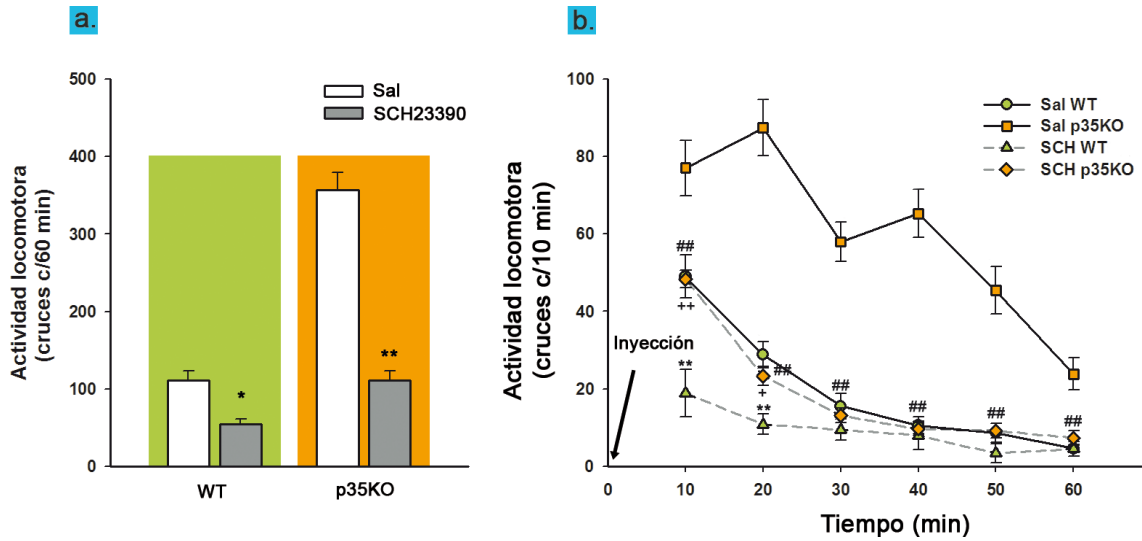 a.
500
400
300
200
100
0
Actividad locomotora
(cruces c/60 min)
Sal
SCH23390
*
**
WT
p35KO
b.
100
80
60
40
20
0
Actividad locomotora
(cruces c/10 min)
Sal WT
Sal p35KO
SCH WT
SCH p35KO
Inyección
##
++
**
##
+
**
##
##
##
##
0
10
20
30
40
50
60
Tiempo (min)